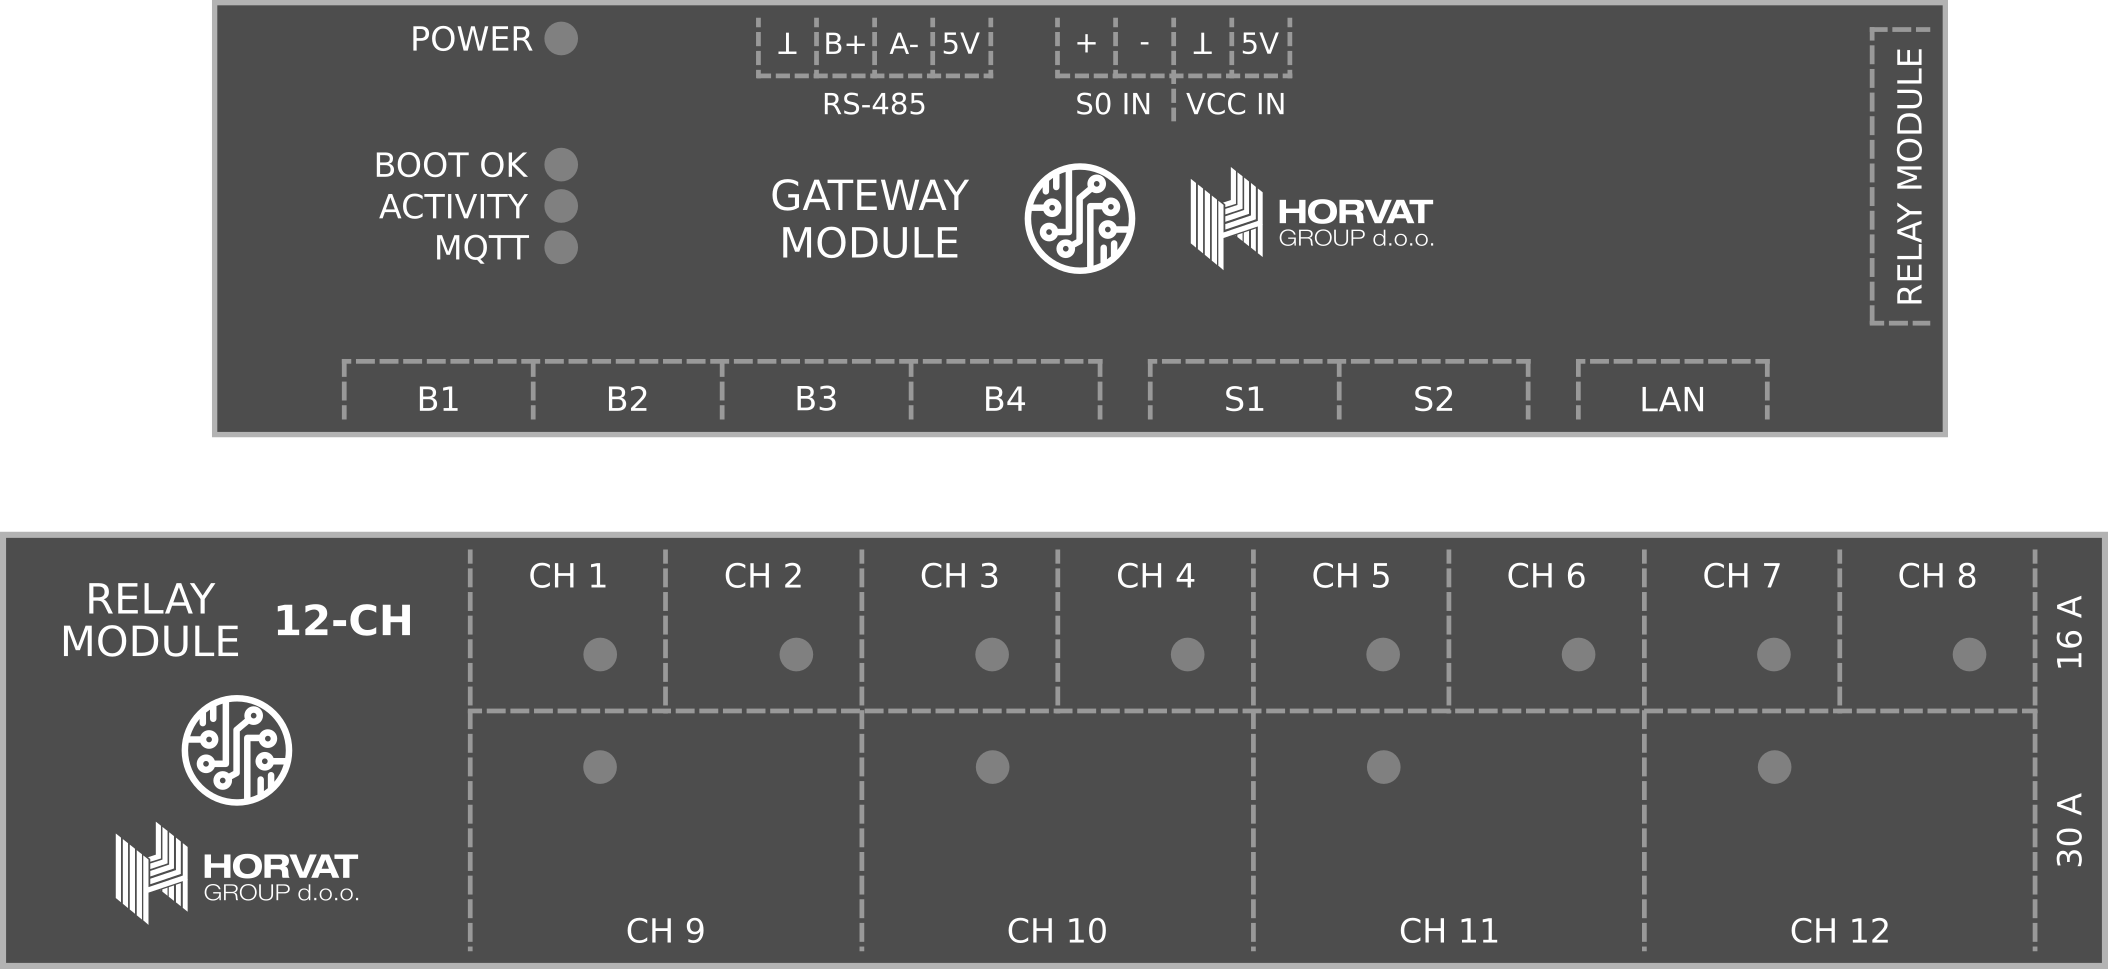 POWER
⊥ B+ A- 5V
RS-485
+ - ⊥ 5V
S0 IN VCC IN
BOOT OK
ACTIVITY
MQTT
GATEWAY
MODULE
HORVAT
GROUP d.o.o.
RELAY MODULE
B1 B2 B3 B4 S1 S2 LAN
RELAY
MODULE
12-CH
HORVAT
GROUP d.o.o.
CH 1 CH 2 CH 3 CH 4 CH 5 CH 6 CH 7 CH 8
16 A
CH 9 CH 10 CH 11 CH 12
30 A